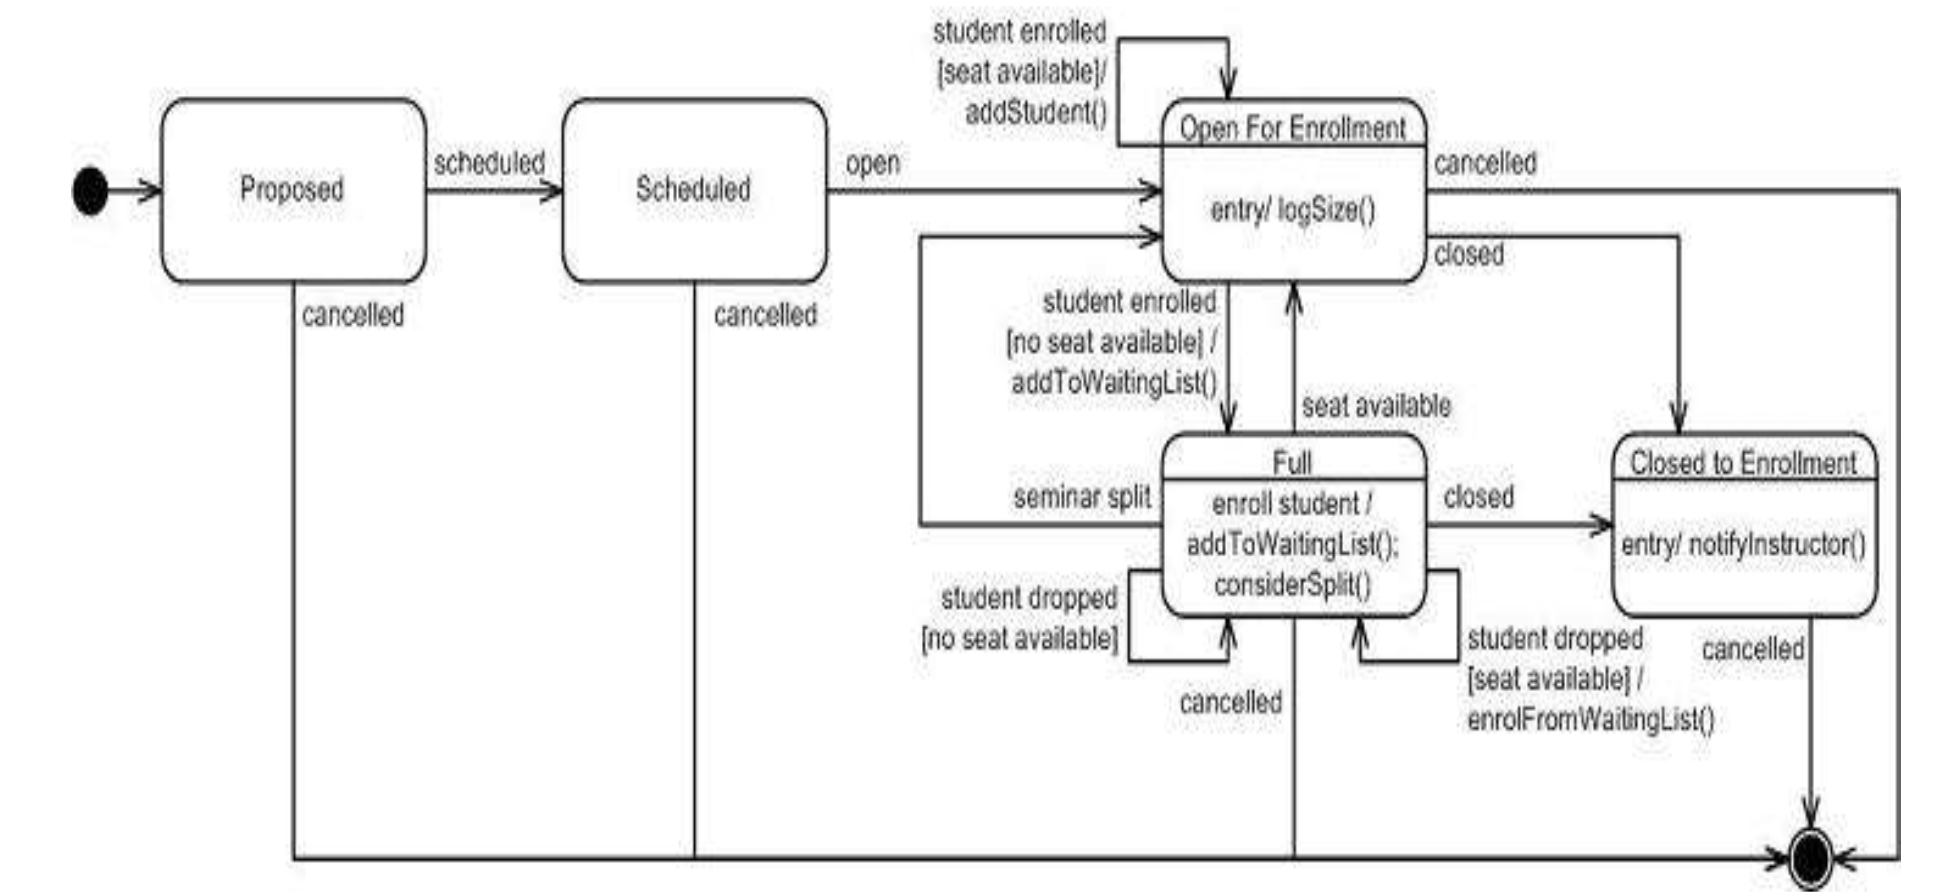 student enrolled
[seat available]/
addStudent()
Open For Enrollment
entry/ logSize()
Proposed
scheduled
Scheduled
open
cancelled
closed
cancelled
cancelled
student enrolled
[no seat available] /
addToWaitingList()
seat available
Full
enroll student /
addToWaitingList();
considerSplit()
seminar split
closed
Closed to Enrollment
entry/ notifyInstructor()
student dropped
[no seat available]
student dropped
[seat available] /
enrolFromWaitingList()
cancelled
cancelled